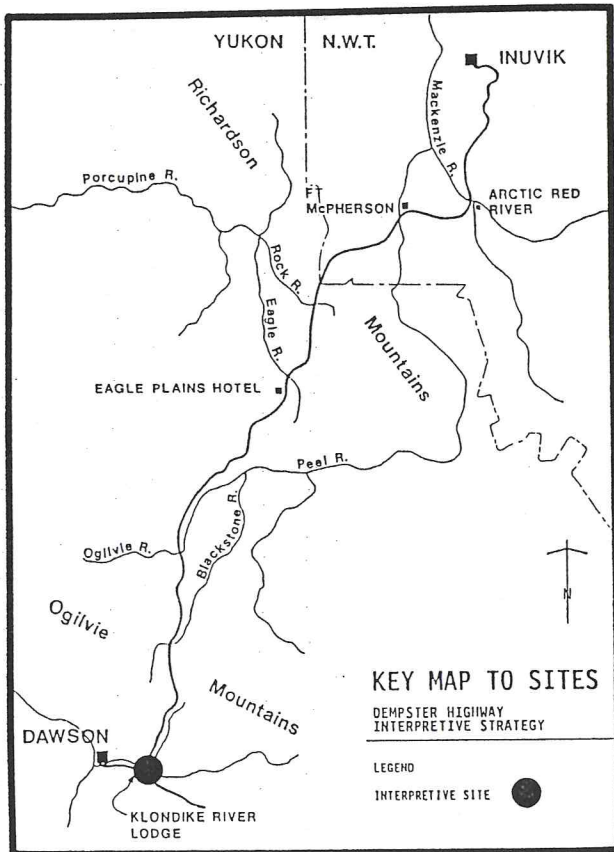 YUKON
N.W.T.
INUVIK
Richardson
Mackenzie R.
Porcupine R.
FT
McPHERSON
ARCTIC RED
RIVER
Rock R.
Eagle R.
Mountains
EAGLE PLAINS HOTEL
Peel R.
Blackstone R.
Ogilvie R.
Ogilvie
N
Mountains
KEY MAP TO SITES
DEMPSTER HIGHWAY
INTERPRETIVE STRATEGY
DAWSON
LEGEND
INTERPRETIVE SITE
KLONDIKE RIVER
LODGE